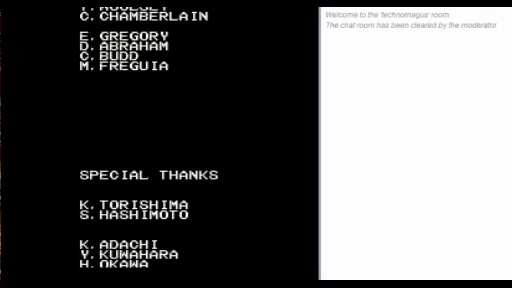 C. CHAMBERLAIN
E. GREGORY
D. ABRAHAM
C. BUDD
M. FREGUIA
SPECIAL THANKS
K. TORISHIMA
S. HASHIMOTO
K. ADACHI
Y. KUWAHARA
H. OKAWA
Welcome to the 'technomagus' room.
The chat room has been cleared by the moderator.